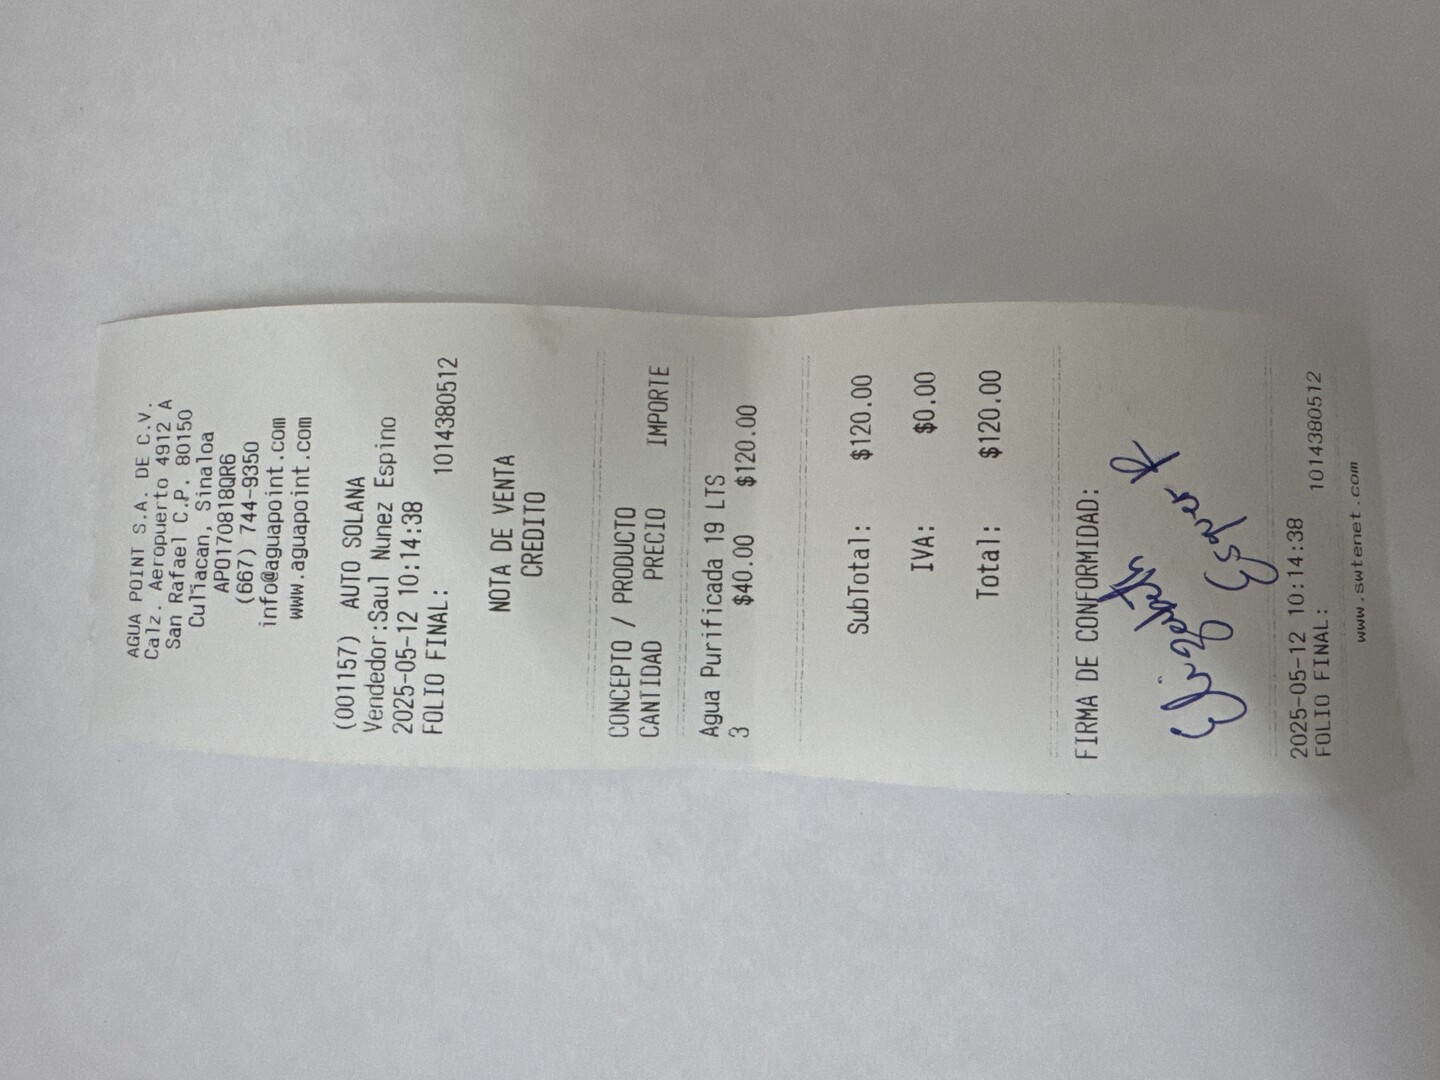 AGUA POINT S.A. DE C.V.
Calz. Aeropuerto 4912 A
San Rafael C.P. 80150
Culiacan, Sinaloa
APO170818QR6
(667) 744-9350
info@aguapoint.com
www.aguapoint.com
(001157) AUTO SOLANA
Vendedor:Saul Nunez Espino
2025-05-12 10:14:38
FOLIO FINAL: 1014380512
NOTA DE VENTA
CREDITO
CONCEPTO / PRODUCTO
CANTIDAD PRECIO IMPORTE
Agua Purificada 19 LTS
3 $40.00 $120.00
SubTotal: $120.00
IVA: $0.00
Total: $120.00
FIRMA DE CONFORMIDAD:
Elizabeth
2025-05-12 10:14:38
FOLIO FINAL: 1014380512
www.swtenet.com